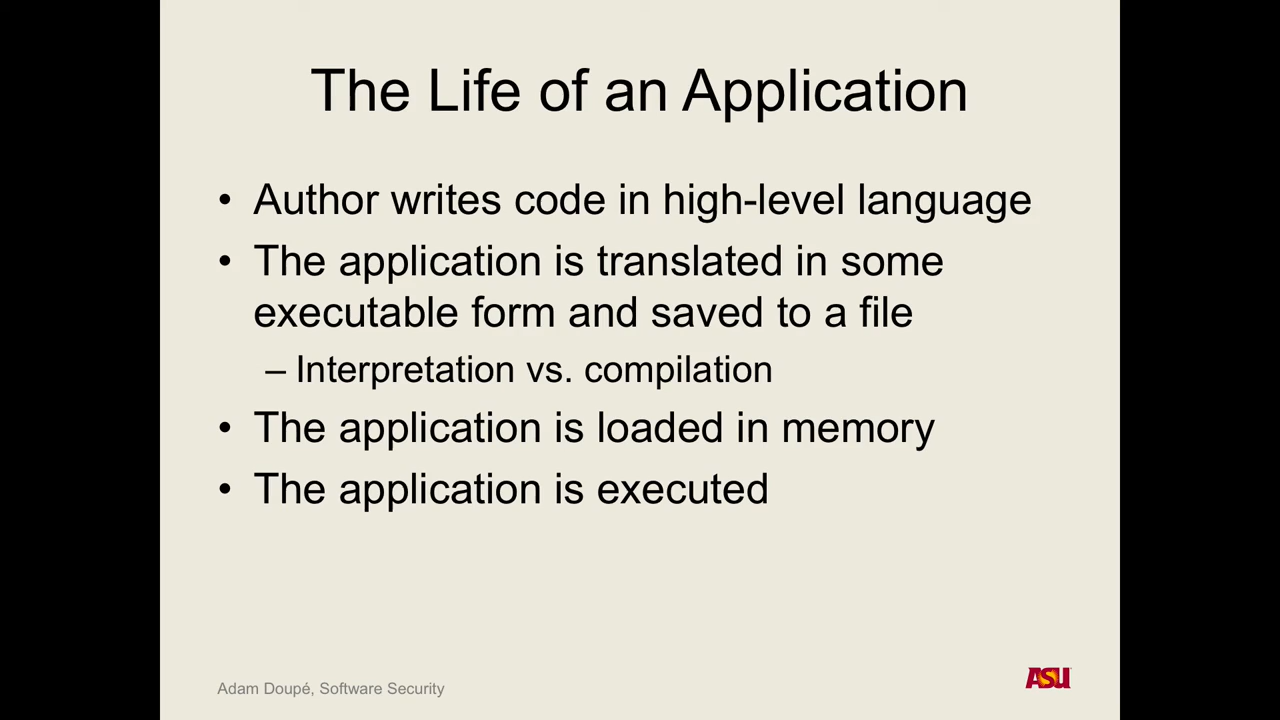 The Life of an Application
• Author writes code in high-level language
• The application is translated in some
executable form and saved to a file
– Interpretation vs. compilation
• The application is loaded in memory
• The application is executed
Adam Doupé, Software Security
ASU